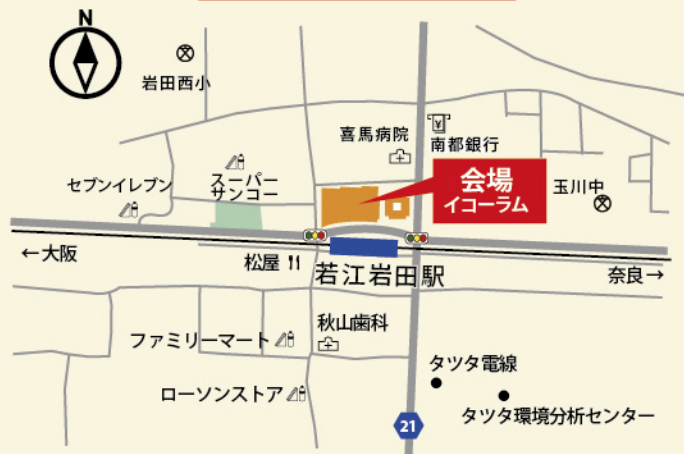 N
岩田西小
喜馬病院
南都銀行
スーパー
サンコー
セブンイレブン
会場
イコーラム
玉川中
←大阪
松屋
若江岩田駅
奈良→
秋山歯科
ファミリーマート
タツタ電線
ローソンストア
タツタ環境分析センター
21